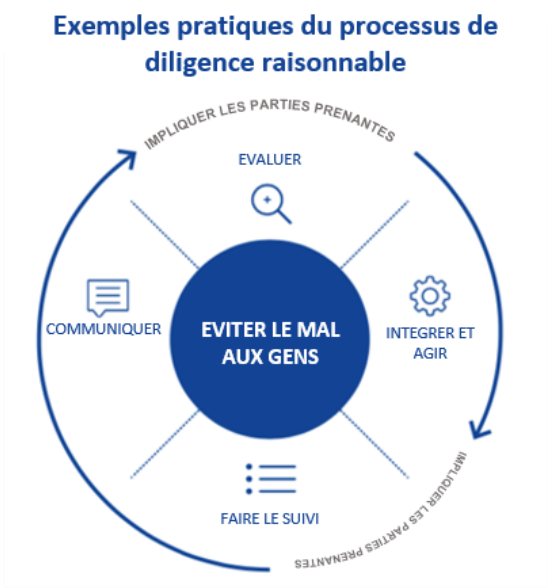 Exemples pratiques du processus de
diligence raisonnable
IMPLIQUER LES PARTIES PRENANTES
EVALUER
COMMUNIQUER
EVITER LE MAL
AUX GENS
INTEGRER ET
AGIR
FAIRE LE SUIVI
IMPLIQUER LES PARTIES PRENANTES